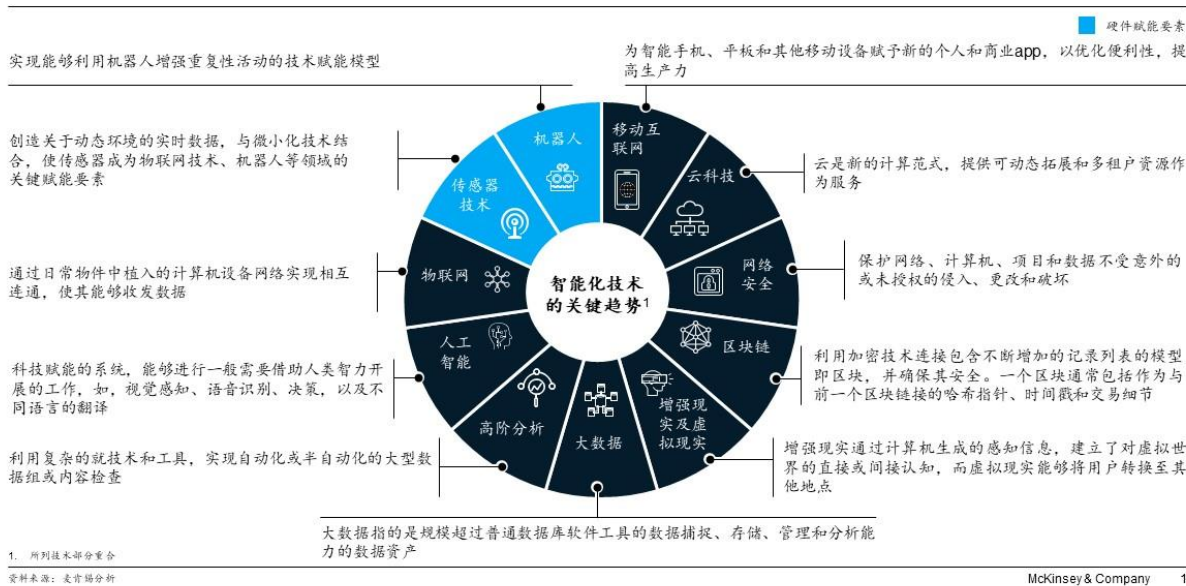 硬件赋能要素
实现能够利用机器人增强重复性活动的技术赋能模型
为智能手机、平板和其他移动设备赋予新的个人和商业app，以优化便利性，提
高生产力
创造关于动态环境的实时数据，与微小化技术结
合，使传感器成为物联网技术、机器人等领域的
关键赋能要素
云是新的计算范式，提供可动态拓展和多租户资源作
为服务
通过日常物件中植入的计算机设备网络实现相互
连通，使其能够收发数据
保护网络、计算机、项目和数据不受意外的
或未授权的侵入、更改和破坏
科技赋能的系统，能够进行一般需要借助人类智力开
展的工作，如，视觉感知、语音识别、决策，以及不
同语言的翻译
利用加密技术连接包含不断增加的记录列表的模型
即区块，并确保其安全。一个区块通常包括作为与
前一个区块链接的哈希指针、时间戳和交易细节
利用复杂的就技术和工具，实现自动化或半自动化的大型数
据组或内容检查
增强现实通过计算机生成的感知信息，建立了对虚拟世
界的直接或间接认知，而虚拟现实能够将用户转换至其
他地点
大数据指的是规模超过普通数据库软件工具的数据捕捉、存储、管理和分析能
力的数据资产
机器人
移动互
联网
云科技
网络
安全
区块链
增强现
实及虚
拟现实
大数据
高阶分析
人工
智能
物联网
传感器
技术
智能化技术
的关键趋势1
1. 所列技术部分重合
资料来源：麦肯锡分析
McKinsey & Company 1